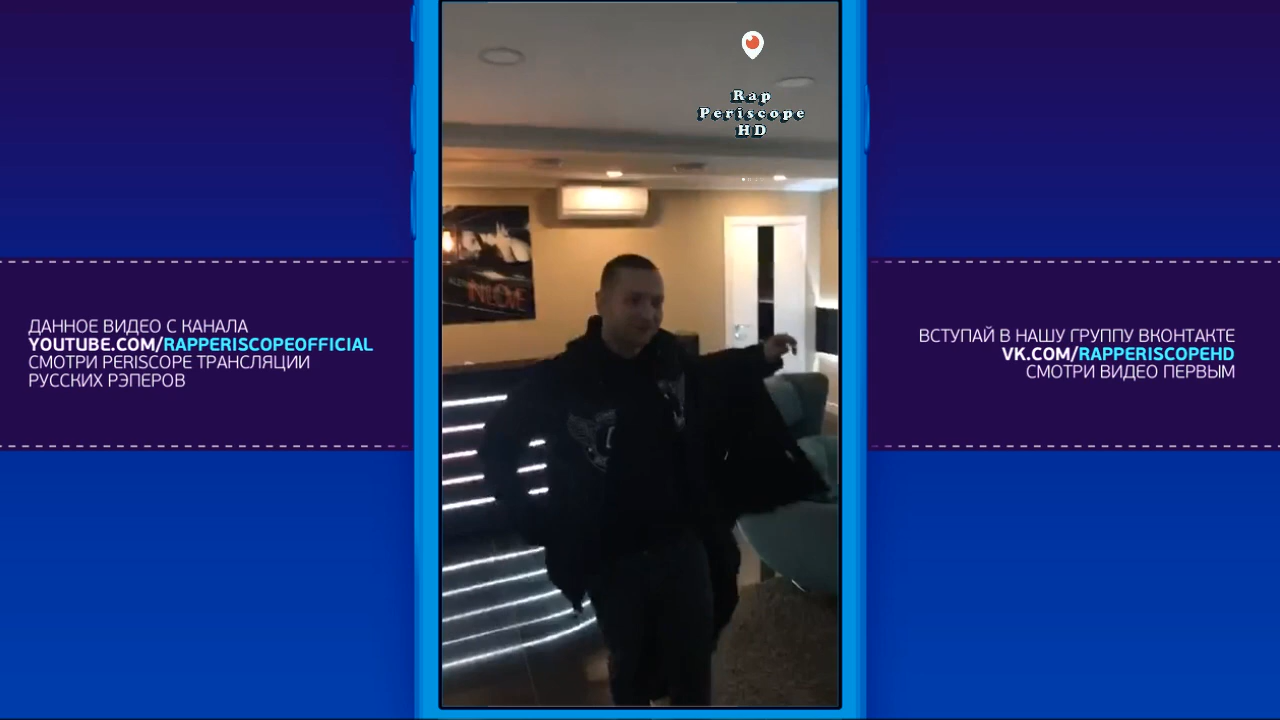 Rap
Periscope
HD
ДАННОЕ ВИДЕО С КАНАЛА
YOUTUBE.COM/RAPPERISCOPEOFFICIAL
СМОТРИ PERISCOPE ТРАНСЛЯЦИИ
РУССКИХ РЭПЕРОВ
ВСТУПАЙ В НАШУ ГРУППУ ВКОНТАКТЕ
VK.COM/RAPPERISCOPEHD
СМОТРИ ВИДЕО ПЕРВЫМ